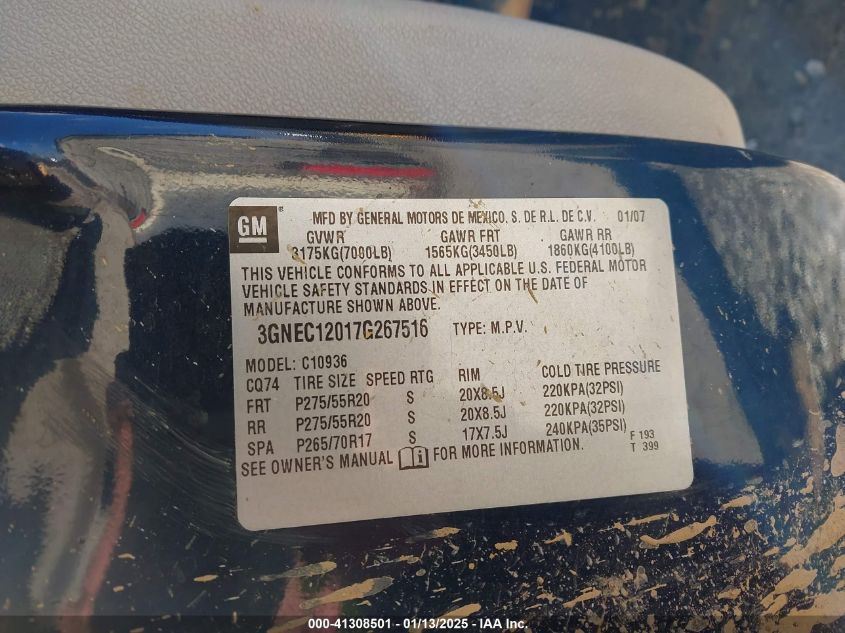 GM ® MFD BY GENERAL MOTORS DE MEXICO, S. DE R.L. DE C.V. 01/07
GVWR GAWR FRT GAWR RR
3175KG(7000LB) 1565KG(3450LB) 1860KG(4100LB)
THIS VEHICLE CONFORMS TO ALL APPLICABLE U.S. FEDERAL MOTOR
VEHICLE SAFETY STANDARDS IN EFFECT ON THE DATE OF
MANUFACTURE SHOWN ABOVE.
3GNEC12017G267516 TYPE: M.P.V.
MODEL: C10936
CQ74 TIRE SIZE SPEED RTG RIM COLD TIRE PRESSURE
FRT P275/55R20 S 20X8.5J 220KPA(32PSI)
RR P275/55R20 S 20X8.5J 220KPA(32PSI)
SPA P265/70R17 S 17X7.5J 240KPA(35PSI)
F 193
SEE OWNER'S MANUAL FOR MORE INFORMATION. T 399
000-41308501 - 01/13/2025 - IAA Inc.